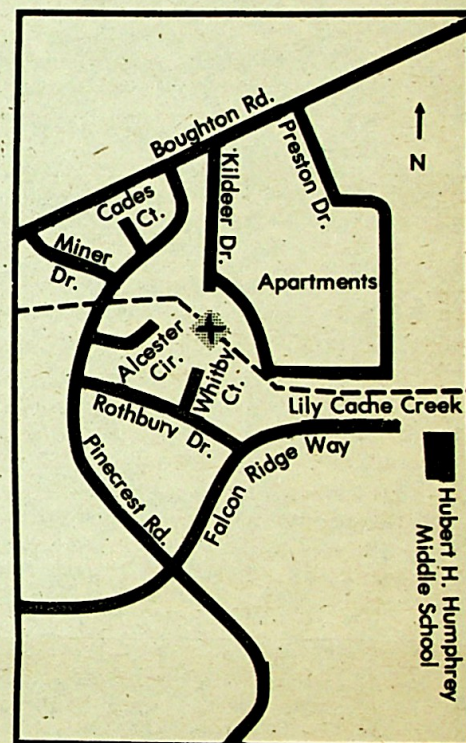 Boughton Rd.
Preston Dr.
N
Kildeer Dr.
Cades
Ct.
Miner
Dr.
Apartments
Alcester
Cir.
Whitby
Ct.
Lily Cache Creek
Rothbury Dr.
Falcon Ridge Way
Pinecrest Rd.
Hubert H. Humphrey
Middle School